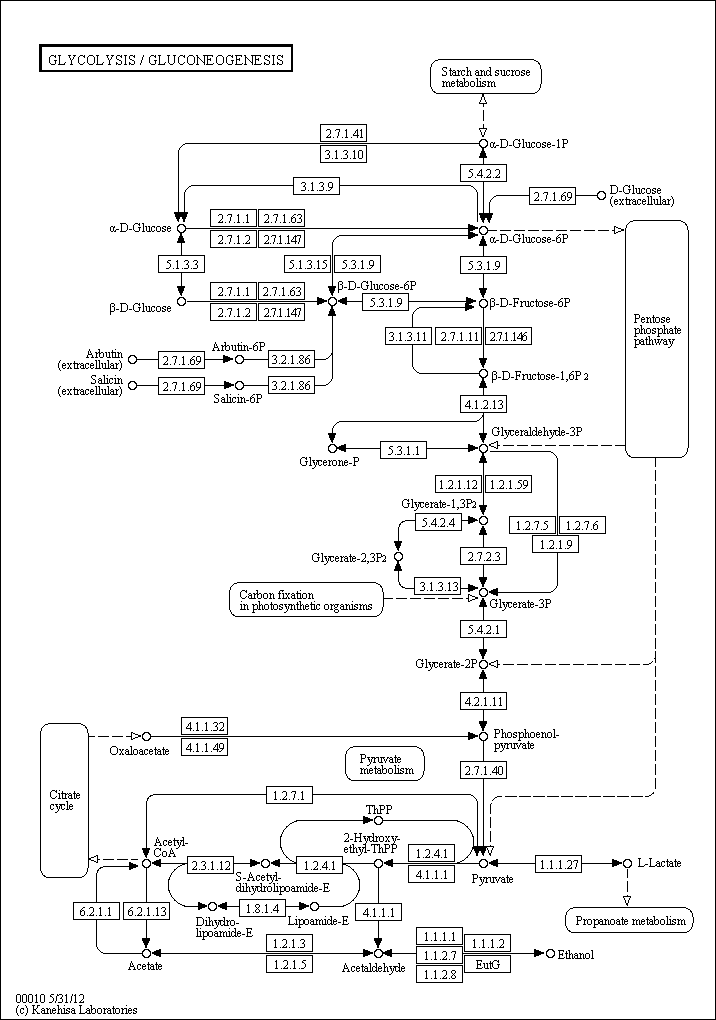 GLYCOLYSIS / GLUCONEOGENESIS
Starch and sucrose
metabolism
2.7.1.41
3.1.3.10
α-D-Glucose-1P
5.4.2.2
3.1.3.9
2.7.1.69
D-Glucose
(extracellular)
α-D-Glucose
2.7.1.1
2.7.1.63
2.7.1.2
2.7.1.147
α-D-Glucose-6P
5.1.3.3
5.1.3.15
5.3.1.9
5.3.1.9
β-D-Glucose-6P
β-D-Glucose
2.7.1.1
2.7.1.63
2.7.1.2
2.7.1.147
5.3.1.9
β-D-Fructose-6P
Pentose
phosphate
pathway
3.1.3.11
2.7.1.11
2.7.1.146
Arbutin
(extracellular)
2.7.1.69
Arbutin-6P
3.2.1.86
Salicin
(extracellular)
2.7.1.69
Salicin-6P
3.2.1.86
β-D-Fructose-1,6P2
4.1.2.13
Glyceraldehyde-3P
Glycerone-P
5.3.1.1
1.2.1.12
1.2.1.59
Glycerate-1,3P2
5.4.2.4
1.2.7.5
1.2.7.6
1.2.1.9
Glycerate-2,3P2
2.7.2.3
3.1.3.13
Carbon fixation
in photosynthetic organisms
Glycerate-3P
5.4.2.1
Glycerate-2P
4.2.1.11
4.1.1.32
4.1.1.49
Oxaloacetate
Phosphoenol-
pyruvate
Pyruvate
metabolism
2.7.1.40
Citrate
cycle
1.2.7.1
ThPP
Acetyl-
CoA
2-Hydroxy-
ethyl-ThPP
2.3.1.12
S-Acetyl-
dihydrolipoamide-E
1.2.4.1
1.2.4.1
4.1.1.1
Pyruvate
1.1.1.27
L-Lactate
6.2.1.1
6.2.1.13
Dihydro-
lipoamide-E
1.8.1.4
Lipoamide-E
4.1.1.1
Propanoate metabolism
Acetate
1.2.1.3
1.2.1.5
Acetaldehyde
1.1.1.1
1.1.1.2
1.1.2.7
EutG
1.1.2.8
Ethanol
00010 5/31/12
(c) Kanehisa Laboratories